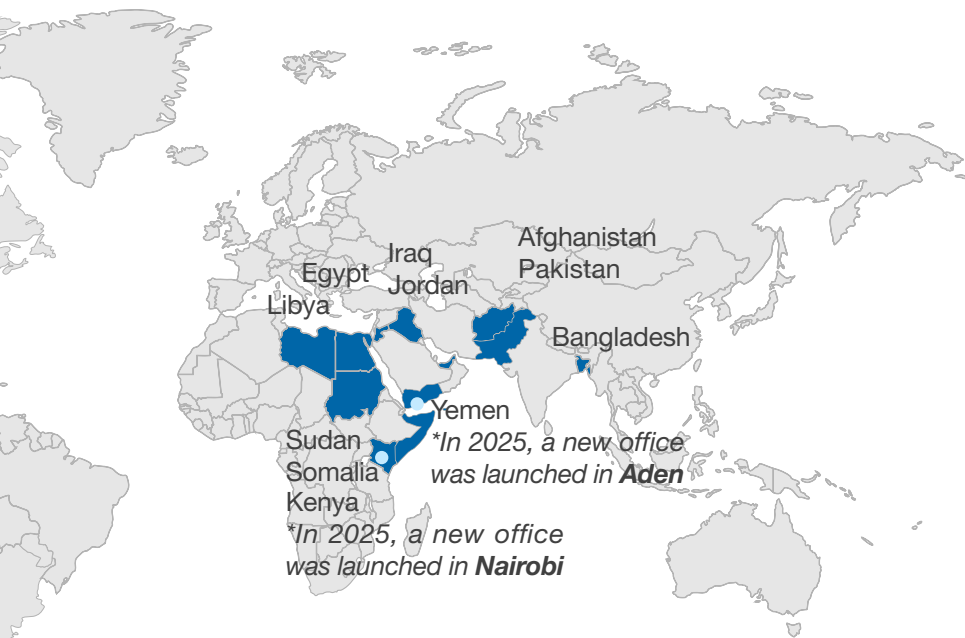 Afghanistan
Pakistan
Iraq
Jordan
Egypt
Libya
Bangladesh
Yemen
*In 2025, a new office
was launched in Aden
Sudan
Somalia
Kenya
*In 2025, a new office
was launched in Nairobi